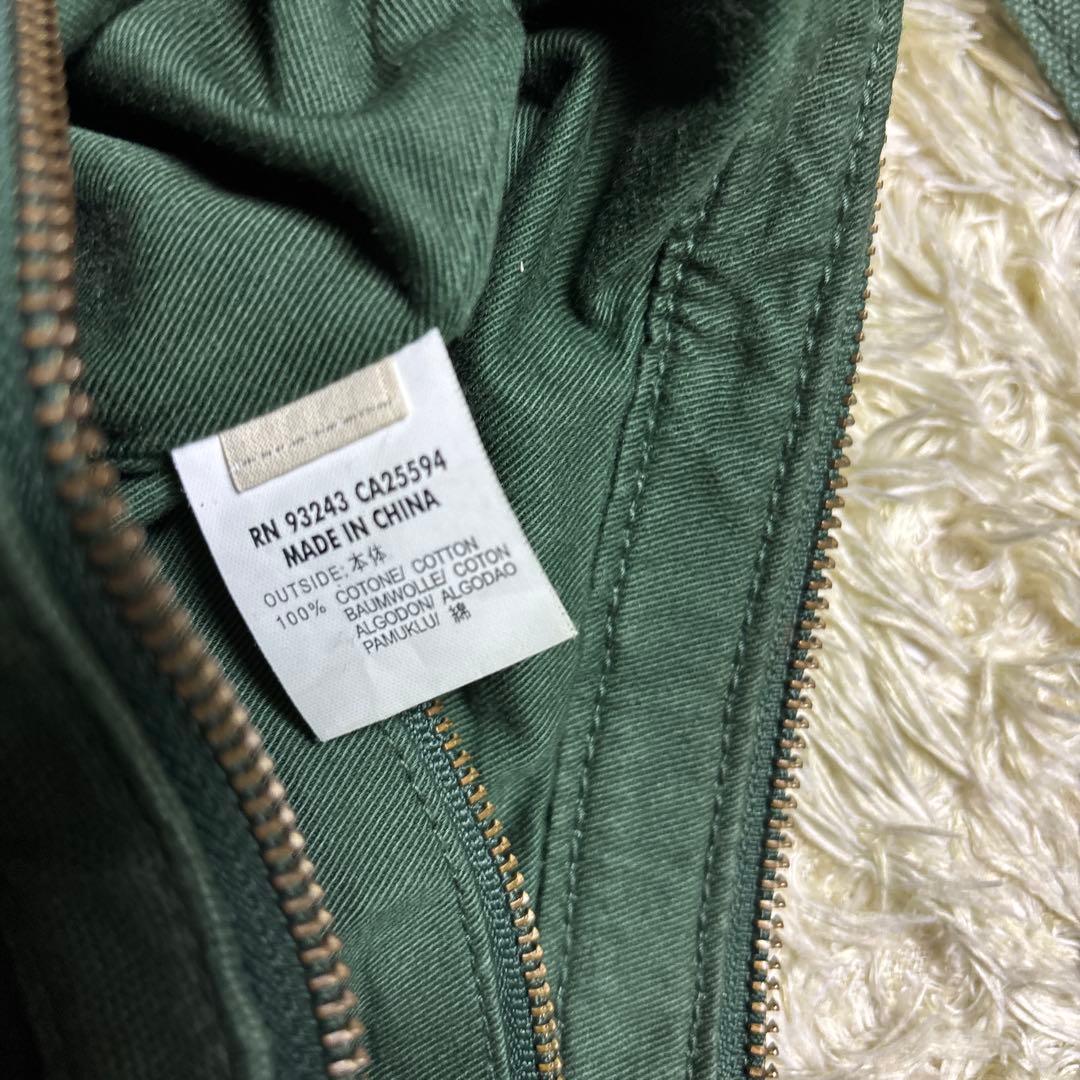 RN 93243 CA25594
MADE IN CHINA
OUTSIDE:本体
100% COTONE/ COTTON
BAUMWOLLE/ COTON
ALGODON/ ALGODAO
PAMUKLU/ 綿